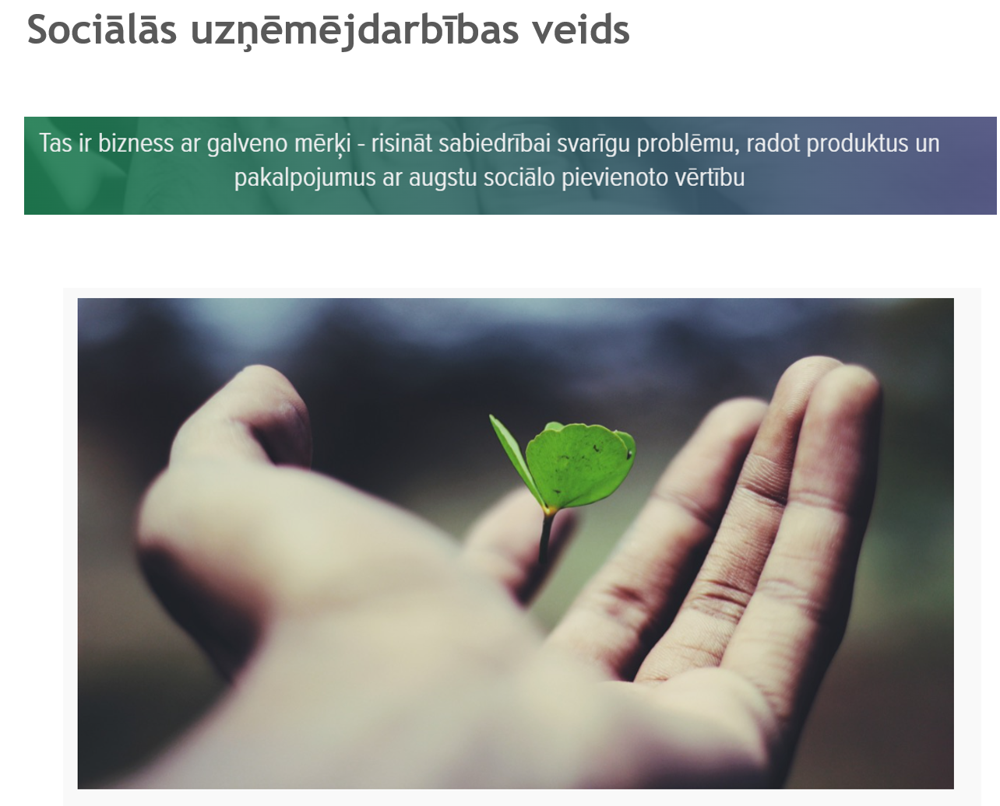 Sociālās uzņēmējdarbības veids
Tas ir bizness ar galveno mērķi - risināt sabiedrībai svarīgu problēmu, radot produktus un
pakalpojumus ar augstu sociālo pievienoto vērtību